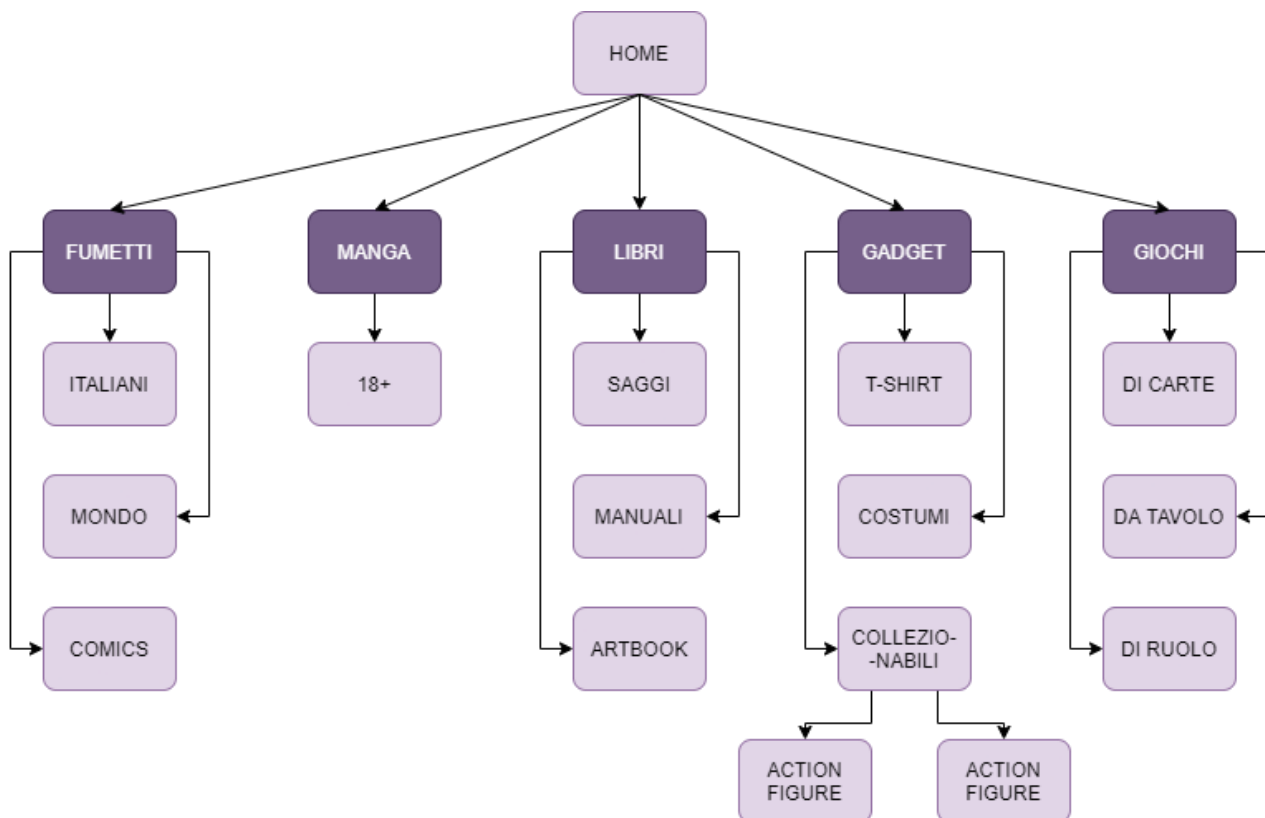 HOME
FUMETTI
MANGA
LIBRI
GADGET
GIOCHI
ITALIANI
18+
SAGGI
T-SHIRT
DI CARTE
MONDO
MANUALI
COSTUMI
DA TAVOLO
COMICS
ARTBOOK
COLLEZIO-
-NABILI
DI RUOLO
ACTION
FIGURE
ACTION
FIGURE